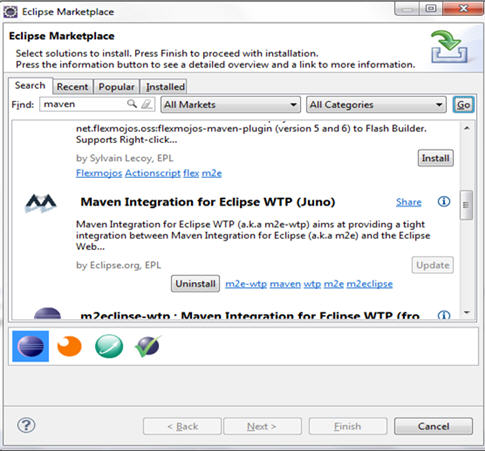 Eclipse Marketplace
Eclipse Marketplace
Select solutions to install. Press Finish to proceed with installation.
Press the information button to see a detailed overview and a link to more information.
Search Recent Popular Installed
Find: maven All Markets All Categories Go
net.flexmojos.oss:flexmojos-maven-plugin (version 5 and 6) to Flash Builder.
Supports Right-click...
by Sylvain Lecoy, EPL Install
Flexmojos Actionscript flex m2e
Maven Integration for Eclipse WTP (Juno) Share
Maven Integration for Eclipse WTP (a.k.a m2e-wtp) aims at providing a tight
integration between Maven Integration for Eclipse (a.k.a m2e) and the Eclipse
Web...
by Eclipse.org, EPL Update
Uninstall m2e-wtp maven wtp m2e m2eclipse
m2eclipse-wtp : Maven Integration for Eclipse WTP (fro
< Back Next > Finish Cancel